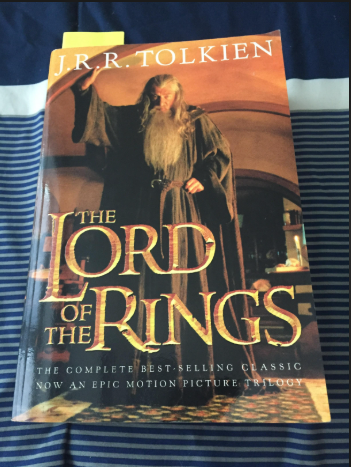 J.R.R. TOLKIEN
THE
LORD
OF
THE RINGS
THE COMPLETE BEST-SELLING CLASSIC
NOW AN EPIC MOTION PICTURE TRILOGY